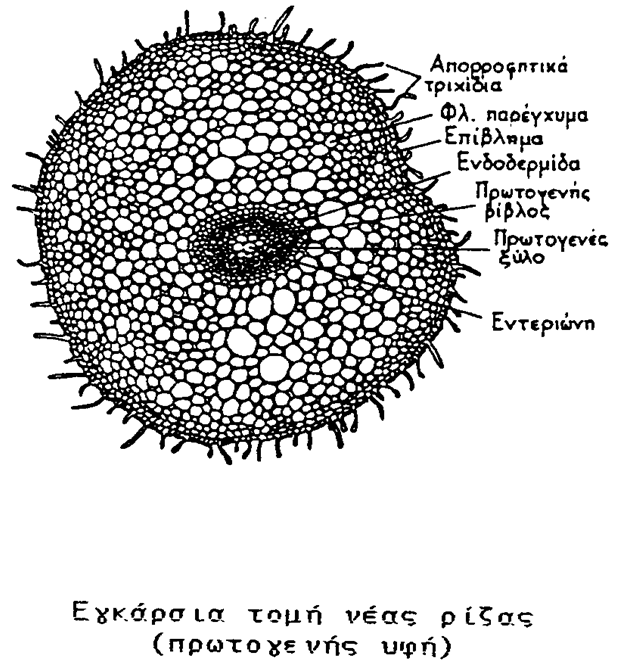 Απορροφητικά
τριχίδια
Φλ. παρέγχυμα
Επίβλημα
Ενδοδερμίδα
Πρωτογενής
βίβλος
Πρωτογενές
ξύλο
Εντεριώνη
Εγκάρσια τομή νέας ρίζας
(πρωτογενής υφή)